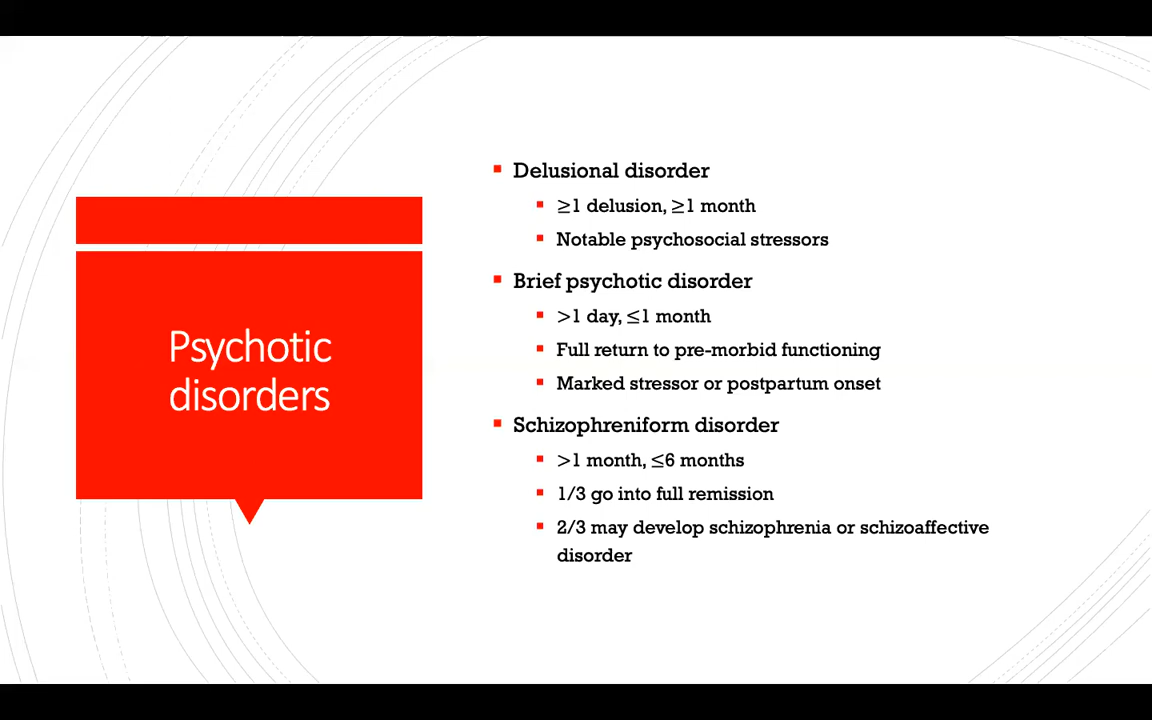 Psychotic
disorders
Delusional disorder
≥1 delusion, ≥1 month
Notable psychosocial stressors
Brief psychotic disorder
>1 day, ≤1 month
Full return to pre-morbid functioning
Marked stressor or postpartum onset
Schizophreniform disorder
>1 month, ≤6 months
1/3 go into full remission
2/3 may develop schizophrenia or schizoaffective
disorder